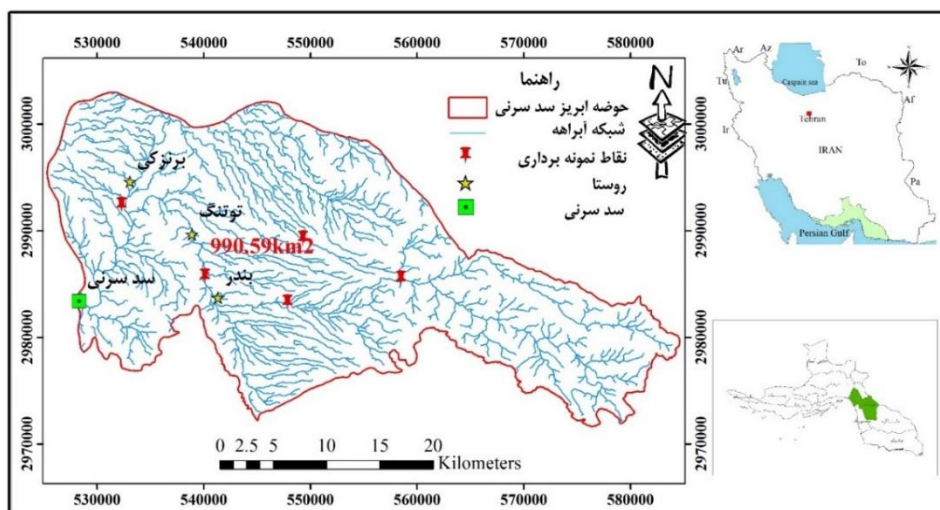 530000 540000 550000 560000 570000 580000
3000000
2990000
2980000
2970000
راهنما
حوضه ابریز سد سرنی
شبکه آبراهه
نقاط نمونه برداری
روستا
سد سرنی
N
برنزکی
توتنگ
990.59km2
بندر
سد سرنی
0 2.5 5 10 15 20
Kilometers
3000000
2990000
2980000
2970000
530000 540000 550000 560000 570000 580000
Ar
Az
Tu
Caspain sea
To
Tehran
Af
Ir
IRAN
Pa
Persian Gulf